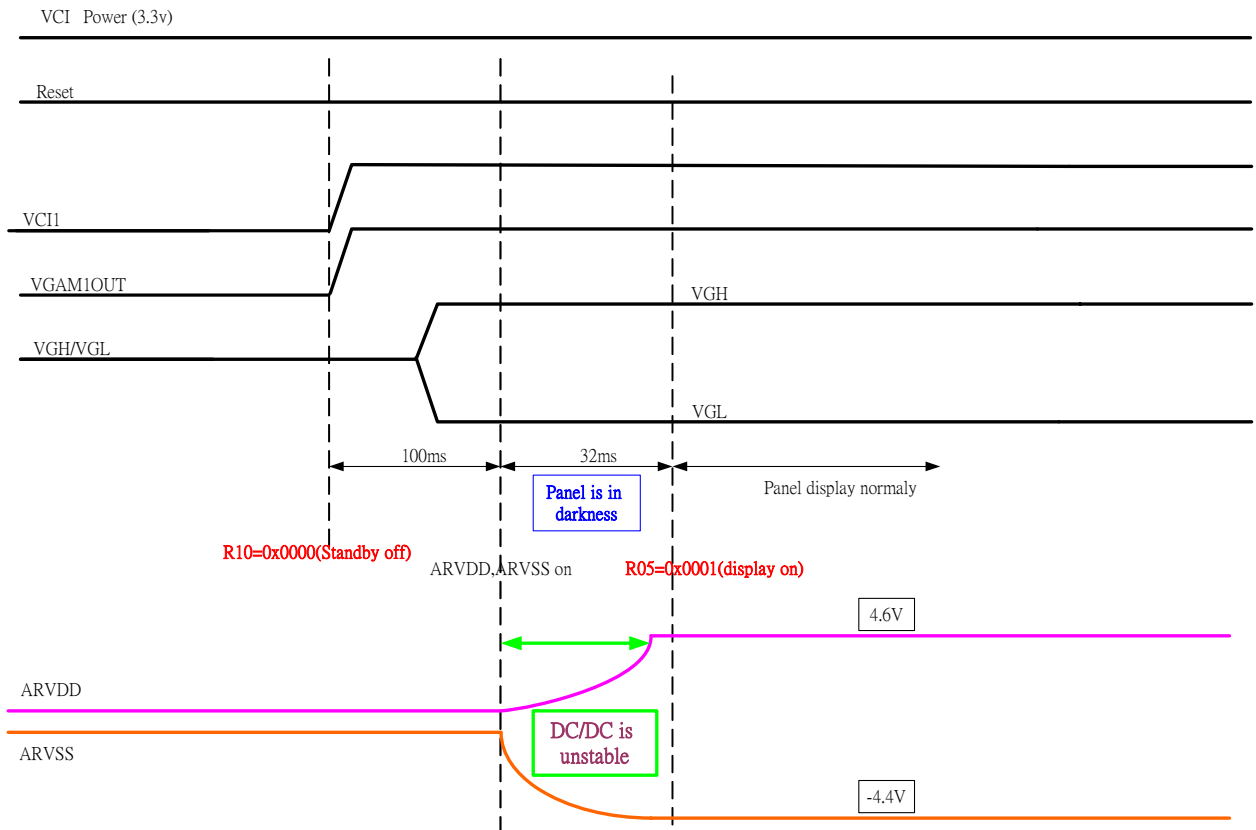 VCI Power (3.3v)
Reset
VCI1
VGAM1OUT
VGH
VGH/VGL
VGL
100ms
32ms
Panel is in
darkness
Panel display normaly
R10=0x0000(Standby off)
ARVDD,ARVSS on
R05=0x0001(display on)
4.6V
ARVDD
DC/DC is
unstable
ARVSS
-4.4V